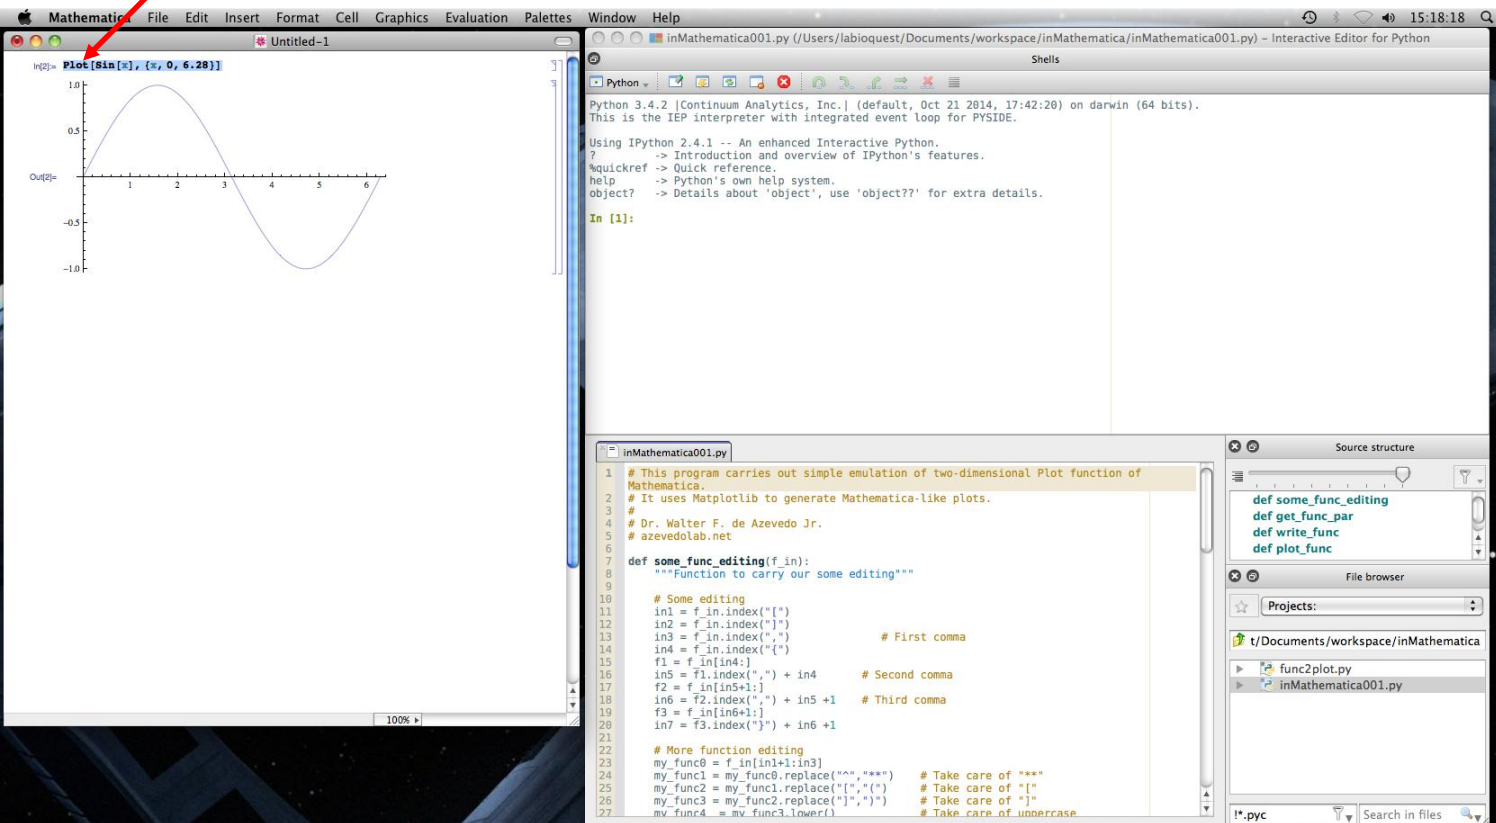 Mathematica File Edit Insert Format Cell Graphics Evaluation Palettes Window Help 15:18:18
Untitled-1
In[2]:= Plot[Sin[x], {x, 0, 6.28}]
1.0
0.5
Out[2]=
1 2 3 4 5 6
-0.5
-1.0
100%
inMathematica001.py (/Users/labioquest/Documents/workspace/inMathematica/inMathematica001.py) – Interactive Editor for Python
Shells
Python
Python 3.4.2 |Continuum Analytics, Inc.| (default, Oct 21 2014, 17:42:20) on darwin (64 bits).
This is the IEP interpreter with integrated event loop for PYSIDE.
Using IPython 2.4.1 -- An enhanced Interactive Python.
? -> Introduction and overview of IPython's features.
%quickref -> Quick reference.
help -> Python's own help system.
object? -> Details about 'object', use 'object??' for extra details.
In [1]:
inMathematica001.py
1 # This program carries out simple emulation of two-dimensional Plot function of
Mathematica.
2 # It uses Matplotlib to generate Mathematica-like plots.
3 #
4 # Dr. Walter F. de Azevedo Jr.
5 # azevedolab.net
6
7 def some_func_editing(f_in):
8 """Function to carry our some editing"""
9
10 # Some editing
11 in1 = f_in.index("[")
12 in2 = f_in.index("]")
13 in3 = f_in.index(",") # First comma
14 in4 = f_in.index("{")
15 f1 = f_in[in4:]
16 in5 = f1.index(",") + in4 # Second comma
17 f2 = f_in[in5+1:]
18 in6 = f2.index(",") + in5 +1 # Third comma
19 f3 = f_in[in6+1:]
20 in7 = f3.index("}") + in6 +1
21
22 # More function editing
23 my_func0 = f_in[in1+1:in3]
24 my_func1 = my_func0.replace("^","**") # Take care of "**"
25 my_func2 = my_func1.replace("[","(") # Take care of "["
26 my_func3 = my_func2.replace("]",")") # Take care of "]"
27 my_func4 = my_func3.lower() # Take care of uppercase
Source structure
def some_func_editing
def get_func_par
def write_func
def plot_func
File browser
Projects:
t/Documents/workspace/inMathematica
func2plot.py
inMathematica001.py
!*.pyc Search in files